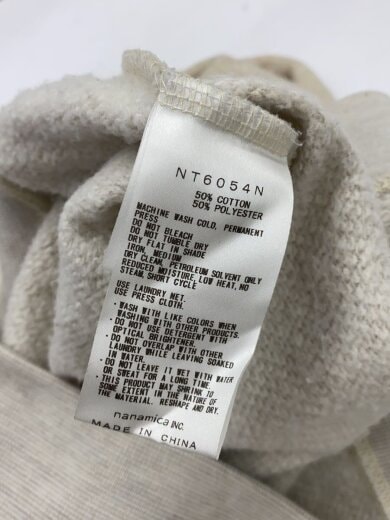 NT6054N
50% COTTON
50% POLYESTER
MACHINE WASH COLD, PERMANENT
PRESS
DO NOT BLEACH
DO NOT TUMBLE DRY
DRY FLAT IN SHADE
IRON, MEDIUM
DRY CLEAN, PETROLEUM SOLVENT ONLY
REDUCED MOISTURE, LOW HEAT, NO
STEAM, SHORT CYCLE
USE LAUNDRY NET.
USE PRESS CLOTH.
・WASH WITH LIKE COLORS WHEN
WASHING WITH OTHER PRODUCTS.
・DO NOT USE DETERGENT WITH
OPTICAL BRIGHTENER.
・DO NOT OVERLAP WITH OTHER
LAUNDRY WHILE LEAVING SOAKED
IN WATER.
・DO NOT LEAVE IT WET WITH WATER
OR SWEAT FOR A LONG TIME.
・THIS PRODUCT MAY SHRINK TO
SOME EXTENT IN THE NATURE OF
THE MATERIAL. RESHAPE AND DRY.
nanamica INC.
MADE IN CHINA